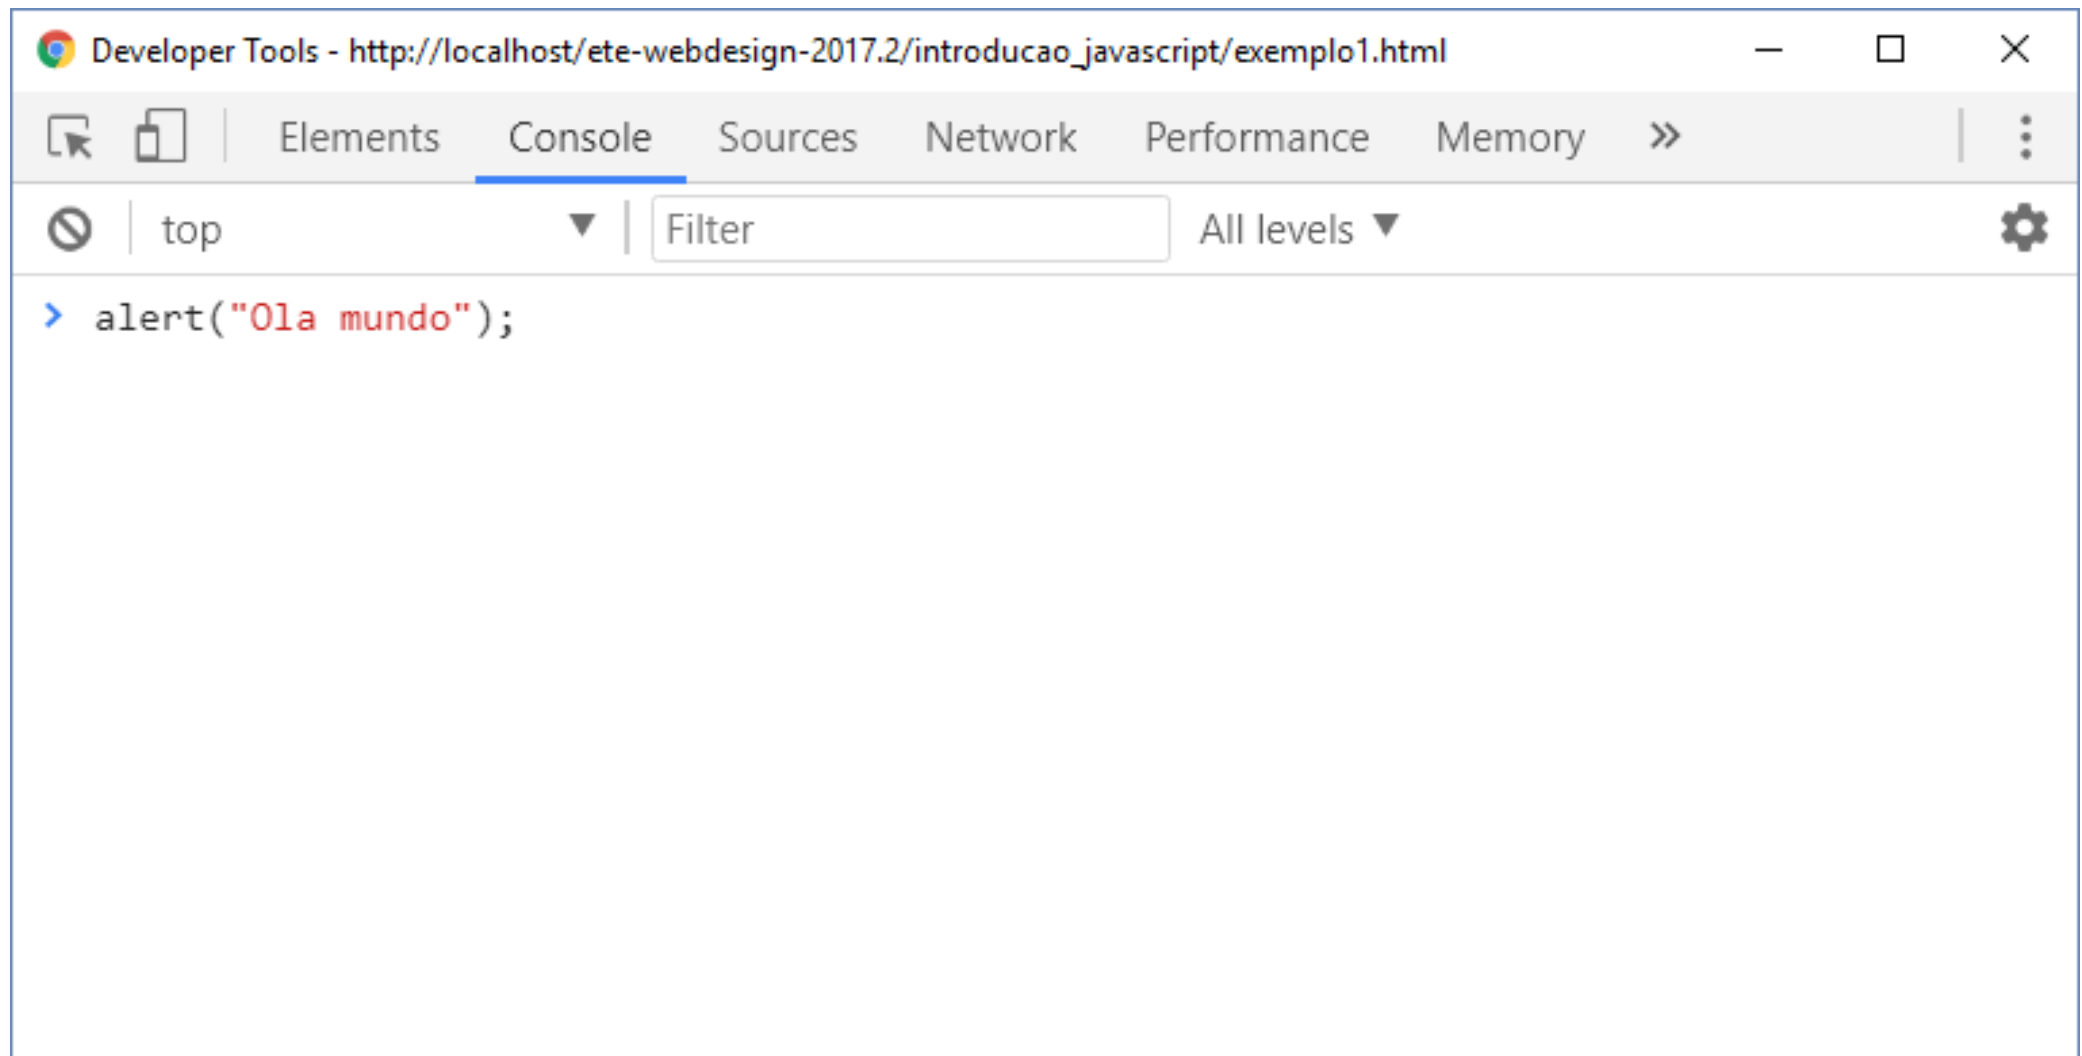 Developer Tools - http://localhost/ete-webdesign-2017.2/introducao_javascript/exemplo1.html
Elements Console Sources Network Performance Memory »
top Filter All levels
> alert("Ola mundo");